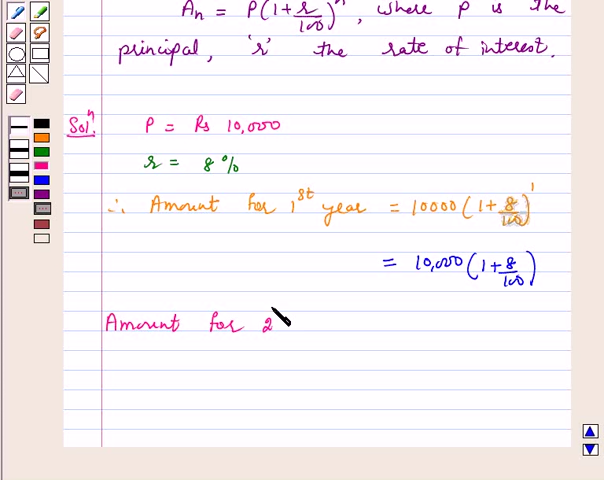 An = P(1 + r/100)^n, where P is the
principal, 'r' the rate of interest.
Solⁿ. P = Rs 10,000
r = 8%
∴ Amount for 1st year = 10000(1 + 8/100)^1
= 10,000(1 + 8/100)
Amount for 2